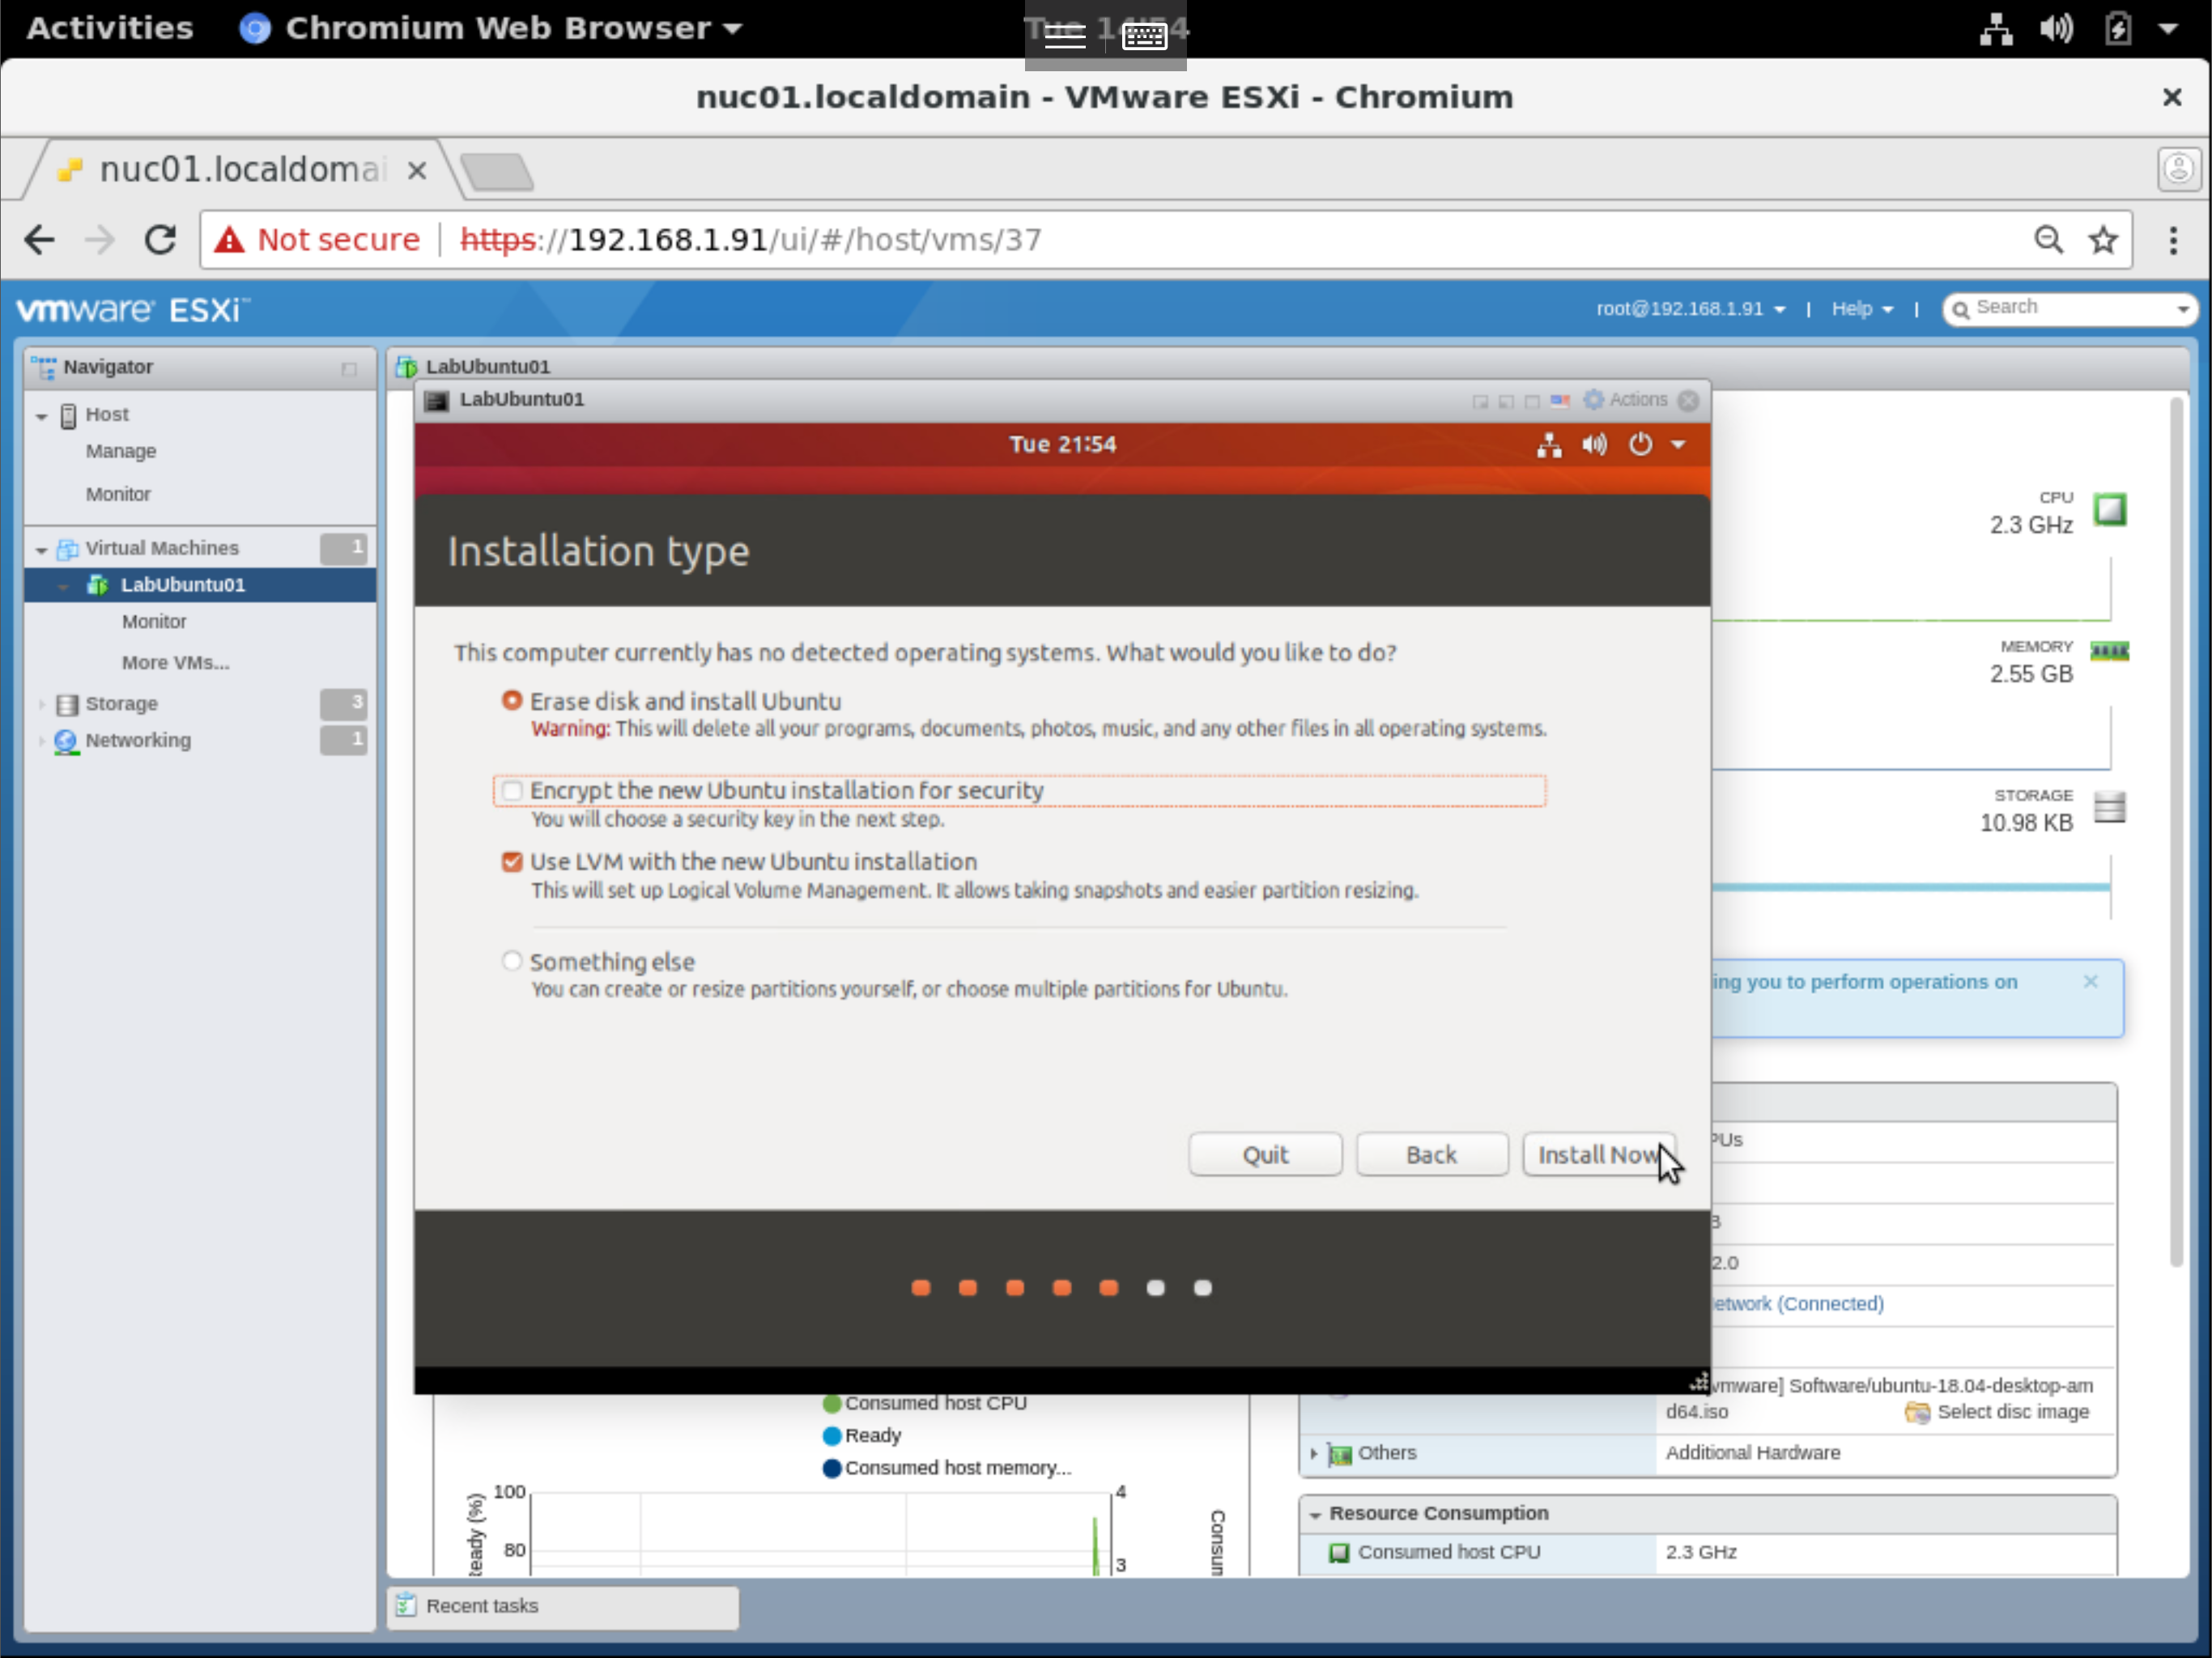 Activities Chromium Web Browser Tue 14:54
nuc01.localdomain - VMware ESXi - Chromium
nuc01.localdomai
Not secure https://192.168.1.91/ui/#/host/vms/37
vmware ESXi™ root@192.168.1.91 | Help | Search
Navigator
Host
Manage
Monitor
Virtual Machines 1
LabUbuntu01
Monitor
More VMs...
Storage 3
Networking 1
LabUbuntu01
LabUbuntu01 Actions
Tue 21:54
Installation type
This computer currently has no detected operating systems. What would you like to do?
Erase disk and install Ubuntu
Warning: This will delete all your programs, documents, photos, music, and any other files in all operating systems.
Encrypt the new Ubuntu installation for security
You will choose a security key in the next step.
Use LVM with the new Ubuntu installation
This will set up Logical Volume Management. It allows taking snapshots and easier partition resizing.
Something else
You can create or resize partitions yourself, or choose multiple partitions for Ubuntu.
Quit Back Install Now
CPU
2.3 GHz
MEMORY
2.55 GB
STORAGE
10.98 KB
ing you to perform operations on
PUs
B
2.0
etwork (Connected)
vmware] Software/ubuntu-18.04-desktop-am
d64.iso Select disc image
Others Additional Hardware
Resource Consumption
Consumed host CPU 2.3 GHz
Consumed host CPU
Ready
Consumed host memory...
100 4
80 3
eady (%)
Consum
Recent tasks